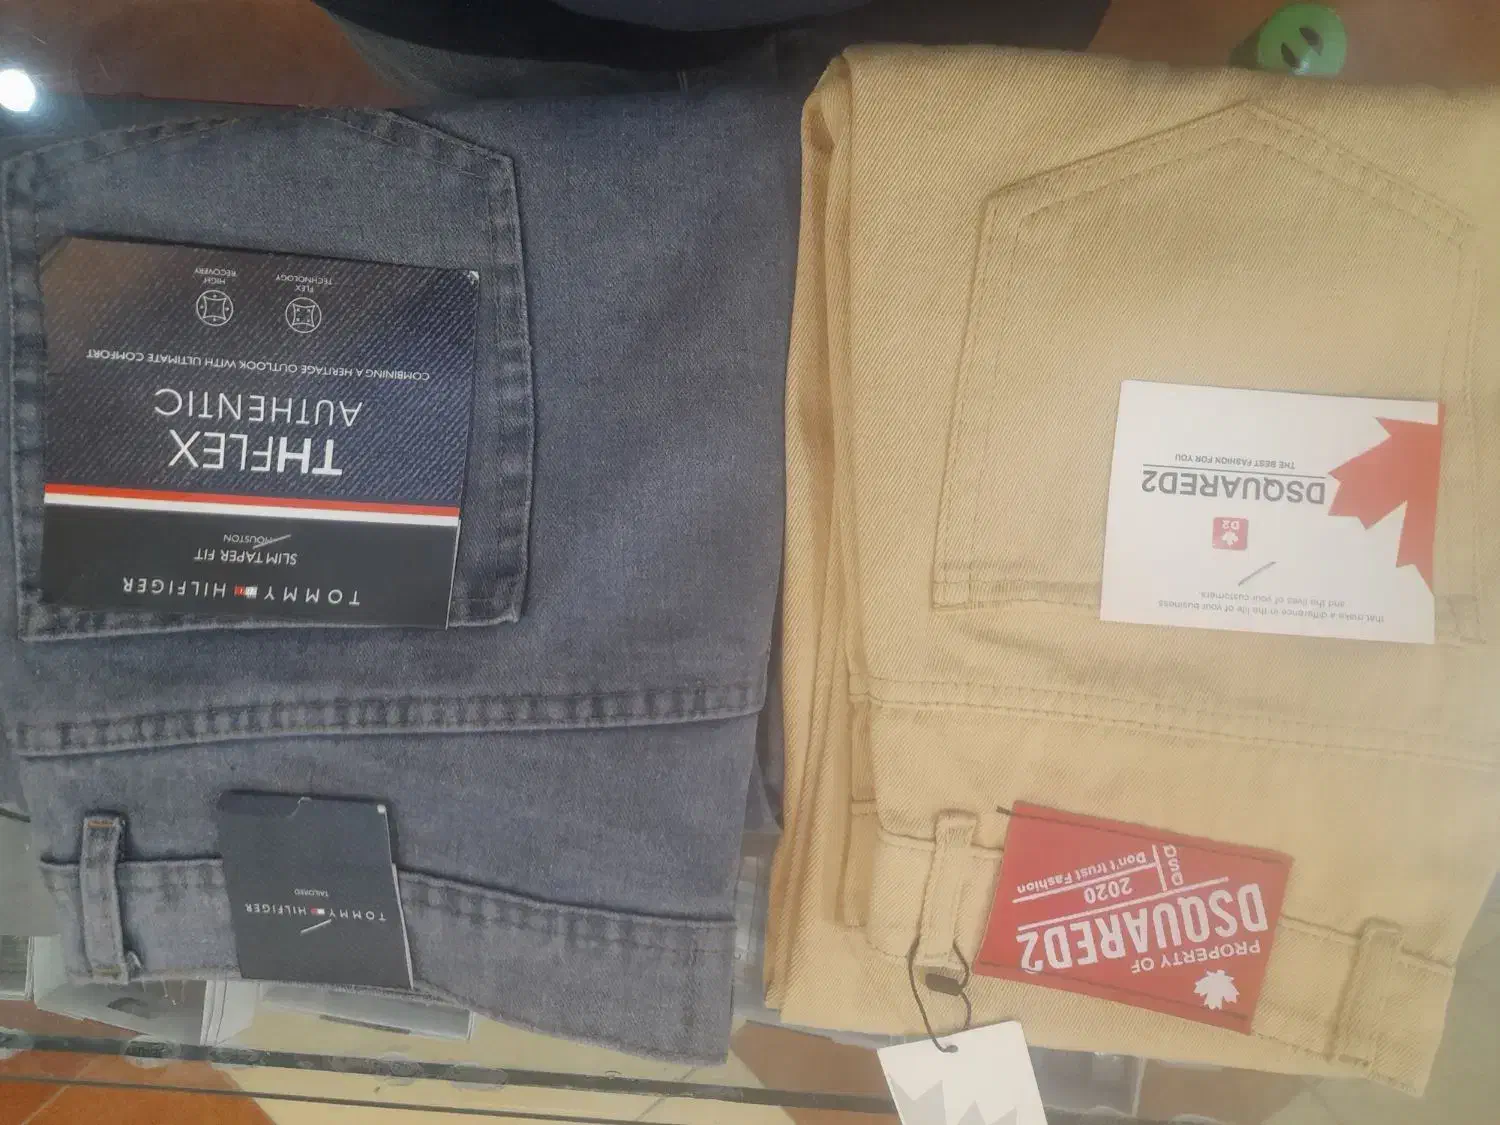 TOMMY HILFIGER
SLIM TAPER FIT
HOUSTON
THFLEX
AUTHENTIC
COMBINING A HERITAGE OUTLOOK WITH ULTIMATE COMFORT
FLEX
TECHNOLOGY
HIGH
RECOVERY
TOMMY HILFIGER
TAILORED
that make a difference in the life of your business
and the lives of your customers.
D2
DSQUARED2
THE BEST FASHION FOR YOU
PROPERTY OF
DSQUARED2
2020
Don't trust Fashion
D
S
Q